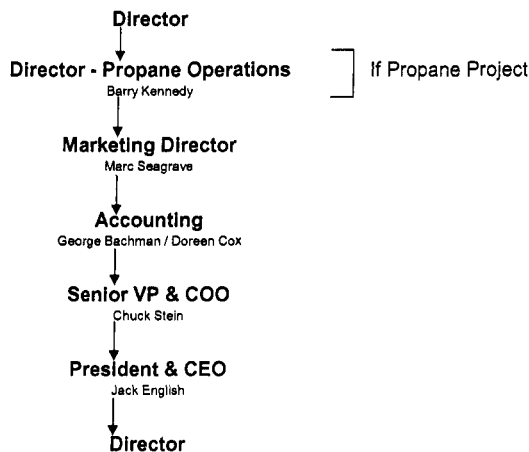 Director
Director - Propane Operations
If Propane Project
Barry Kennedy
Marketing Director
Marc Seagrave
Accounting
George Bachman / Doreen Cox
Senior VP & COO
Chuck Stein
President & CEO
Jack English
Director